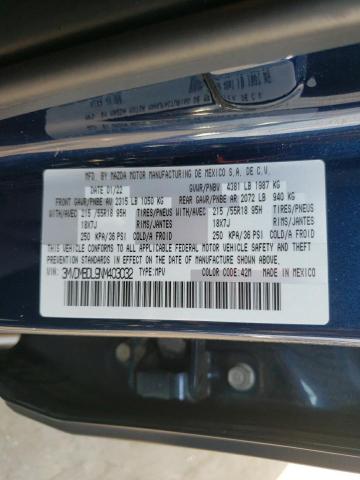 MFD BY MAZDA MOTOR MANUFACTURING DE MEXICO S.A. DE C.V.
DATE 01/22 GVWR/PNBV 4381 LB 1987 KG
FRONT GAWR/PNBE AV 2315 LB 1050 KG REAR GAWR/PNBE AR 2072 LB 940 KG
WITH/AVEC 215/55R18 95H TIRES/PNEUS WITH/AVEC 215/55R18 95H TIRES/PNEUS
18X7J RIMS/JANTES 18X7J RIMS/JANTES
250 KPA/36 PSI COLD/A FROID 250 KPA/36 PSI COLD/A FROID
THIS VEHICLE CONFORMS TO ALL APPLICABLE U.S. FEDERAL MOTOR VEHICLE
SAFETY, BUMPER, AND THEFT PREVENTION STANDARDS IN EFFECT ON THE DATE OF
MANUFACTURE SHOWN ABOVE.
VIN: TYPE:MPV COLOR CODE:42M MADE IN MEXICO